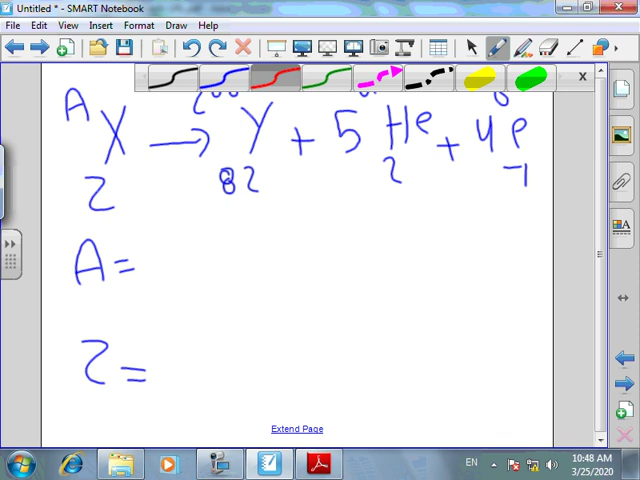 Untitled * - SMART Notebook
File Edit View Insert Format Draw Help
A 0
X → Y + 5 He + 4 e
Z 82 2 -1
A =
Z =
Extend Page
EN 10:48 AM
3/25/2020